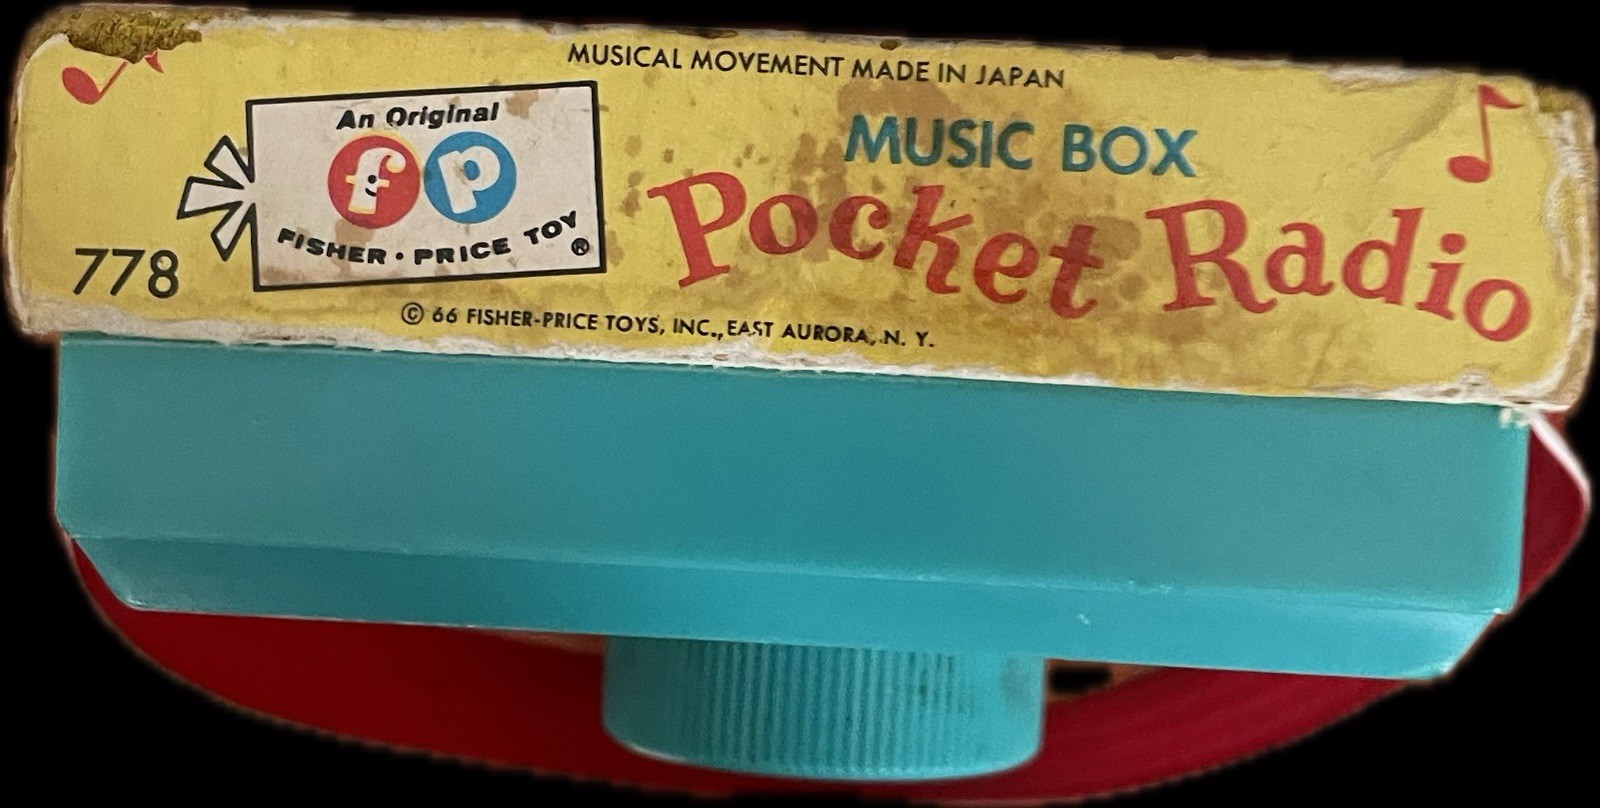 MUSICAL MOVEMENT MADE IN JAPAN
An Original
fp
FISHER·PRICE TOY
®
778
MUSIC BOX
Pocket Radio
© 66 FISHER-PRICE TOYS, INC., EAST AURORA, N. Y.